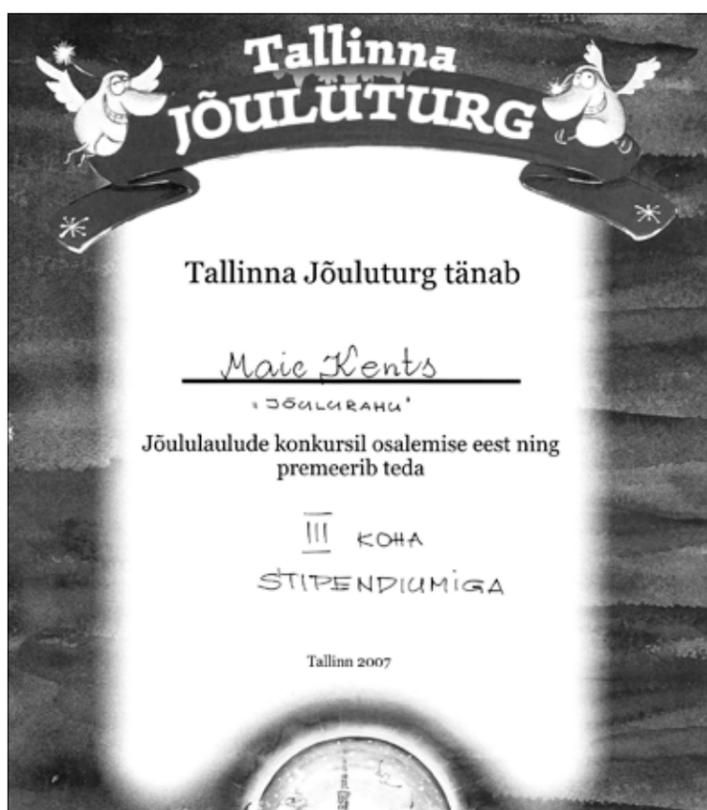 Tallinna
JÕULUTURG
Tallinna Jõuluturg tänab
Maie Kents
"JÕULURAHU"
Jõululaulude konkursil osalemise eest ning
premeerib teda
III KOHA
STIPENDIUMIGA
Tallinn 2007